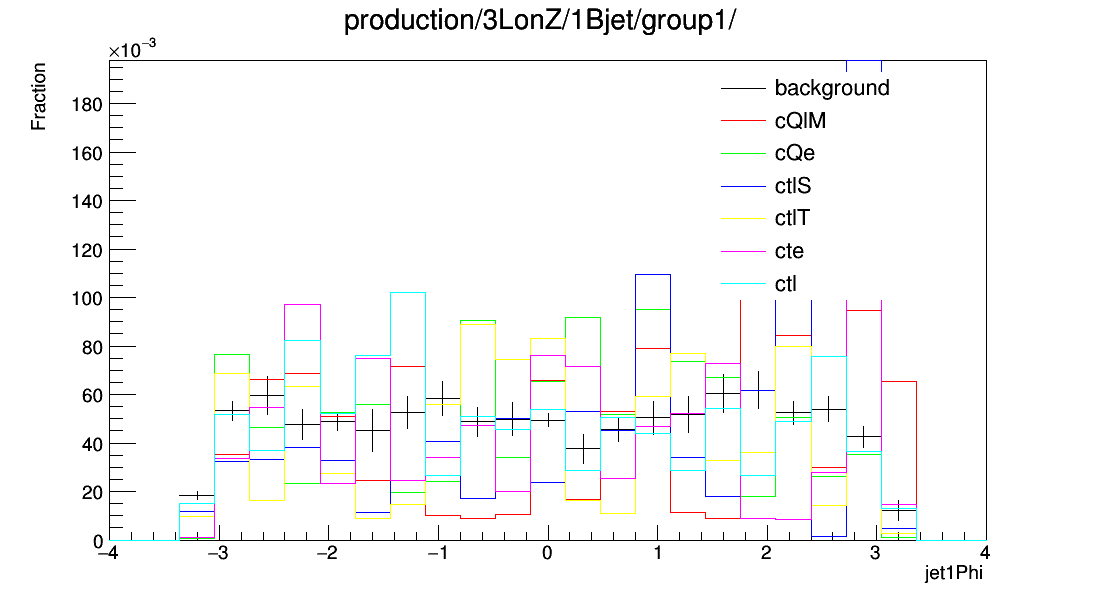 production/3LonZ/1Bjet/group1/
×10⁻³
Fraction
180
160
140
120
100
80
60
40
20
0
background
cQlM
cQe
ctlS
ctlT
cte
ctl
−4 −3 −2 −1 0 1 2 3 4
jet1Phi